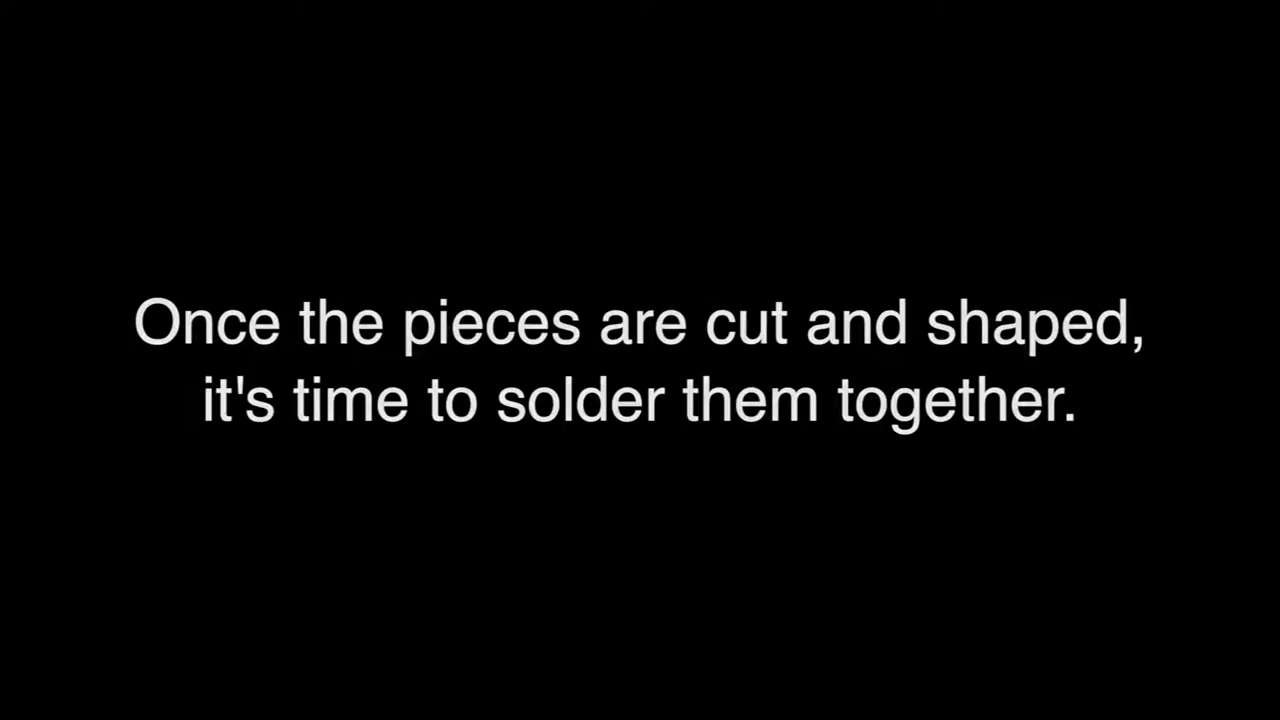 Once the pieces are cut and shaped,
it's time to solder them together.